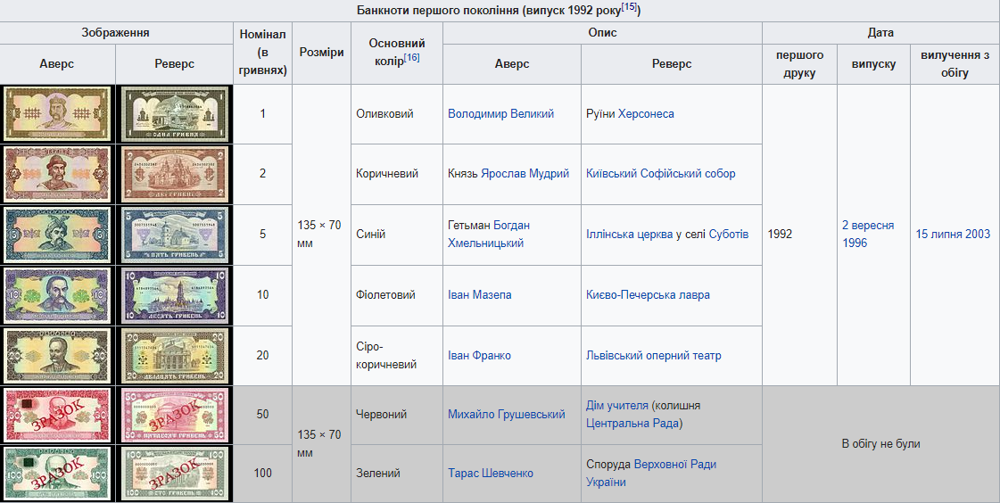 Банкноти першого покоління (випуск 1992 року[15])
Зображення
Номінал (в гривнях)
Розміри
Основний колір[16]
Опис
Дата
Аверс
Реверс
Аверс
Реверс
першого друку
випуску
вилучення з обігу
1
135 × 70 мм
Оливковий
Володимир Великий
Руїни Херсонеса
1992
2 вересня 1996
15 липня 2003
2
Коричневий
Князь Ярослав Мудрий
Київський Софійський собор
5
Синій
Гетьман Богдан Хмельницький
Іллінська церква у селі Суботів
10
Фіолетовий
Іван Мазепа
Києво-Печерська лавра
20
Сіро-коричневий
Іван Франко
Львівський оперний театр
ЗРАЗОК
ЗРАЗОК
50
135 × 70 мм
Червоний
Михайло Грушевський
Дім учителя (колишня Центральна Рада)
В обігу не були
ЗРАЗОК
ЗРАЗОК
100
Зелений
Тарас Шевченко
Споруда Верховної Ради України